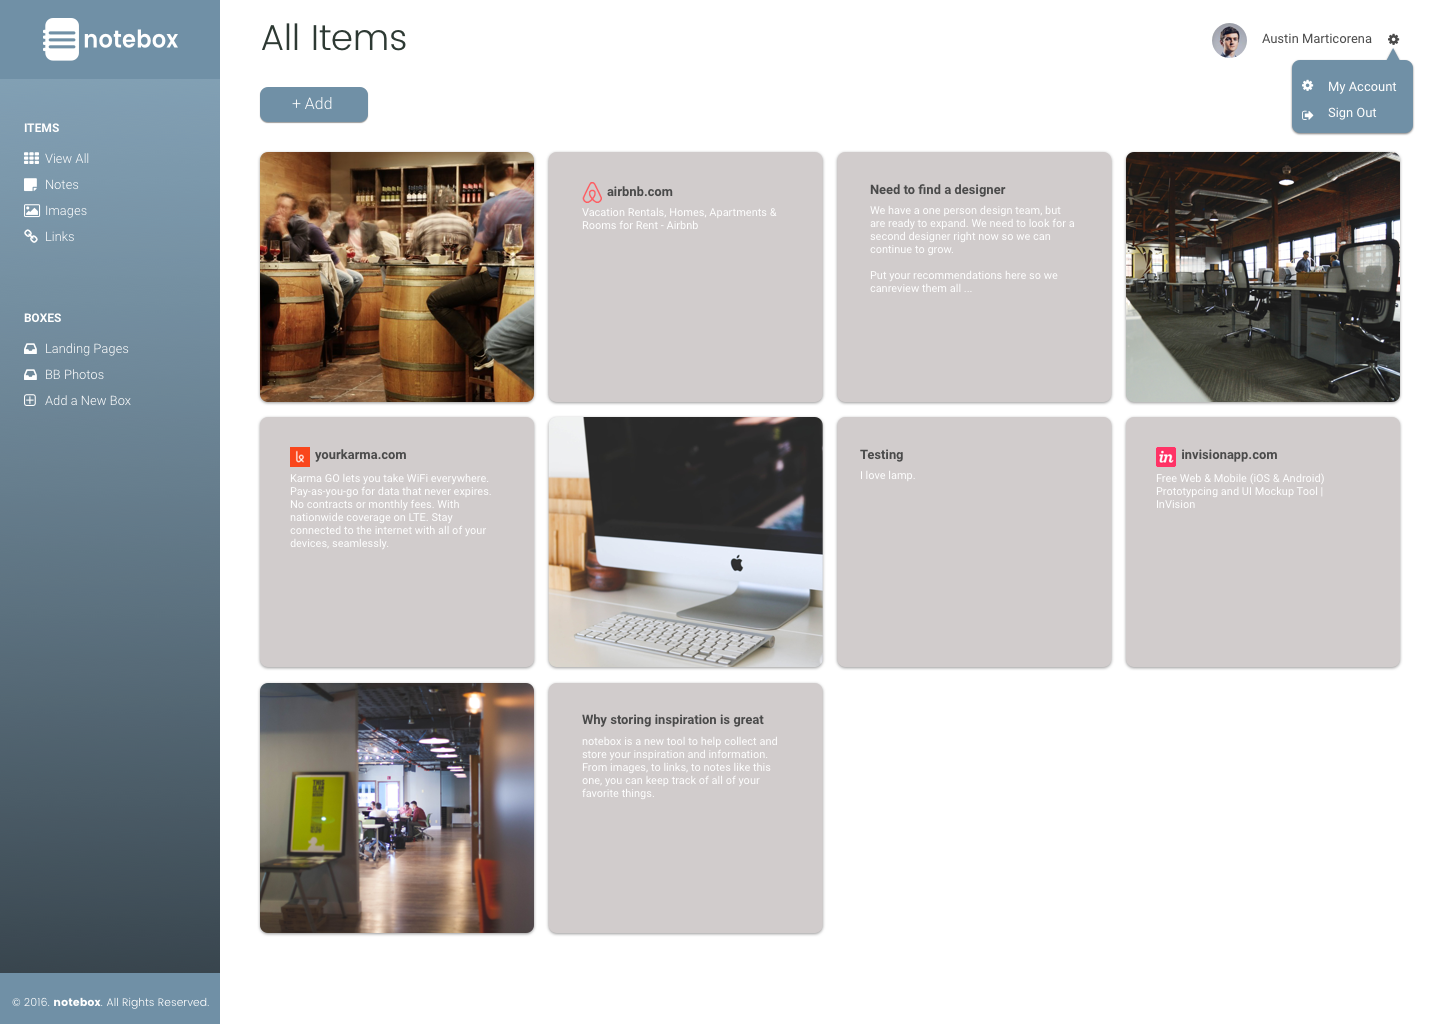 notebox
All Items
Austin Marticorena
My Account
Sign Out
+ Add
ITEMS
View All
Notes
Images
Links
BOXES
Landing Pages
BB Photos
Add a New Box
airbnb.com
Vacation Rentals, Homes, Apartments &
Rooms for Rent - Airbnb
Need to find a designer
We have a one person design team, but
are ready to expand. We need to look for a
second designer right now so we can
continue to grow.
Put your recommendations here so we
canreview them all ...
yourkarma.com
Karma GO lets you take WiFi everywhere.
Pay-as-you-go for data that never expires.
No contracts or monthly fees. With
nationwide coverage on LTE. Stay
connected to the internet with all of your
devices, seamlessly.
Testing
I love lamp.
in
invisionapp.com
Free Web & Mobile (iOS & Android)
Prototypcing and UI Mockup Tool |
InVision
THIS
Why storing inspiration is great
notebox is a new tool to help collect and
store your inspiration and information.
From images, to links, to notes like this
one, you can keep track of all of your
favorite things.
© 2016. notebox. All Rights Reserved.